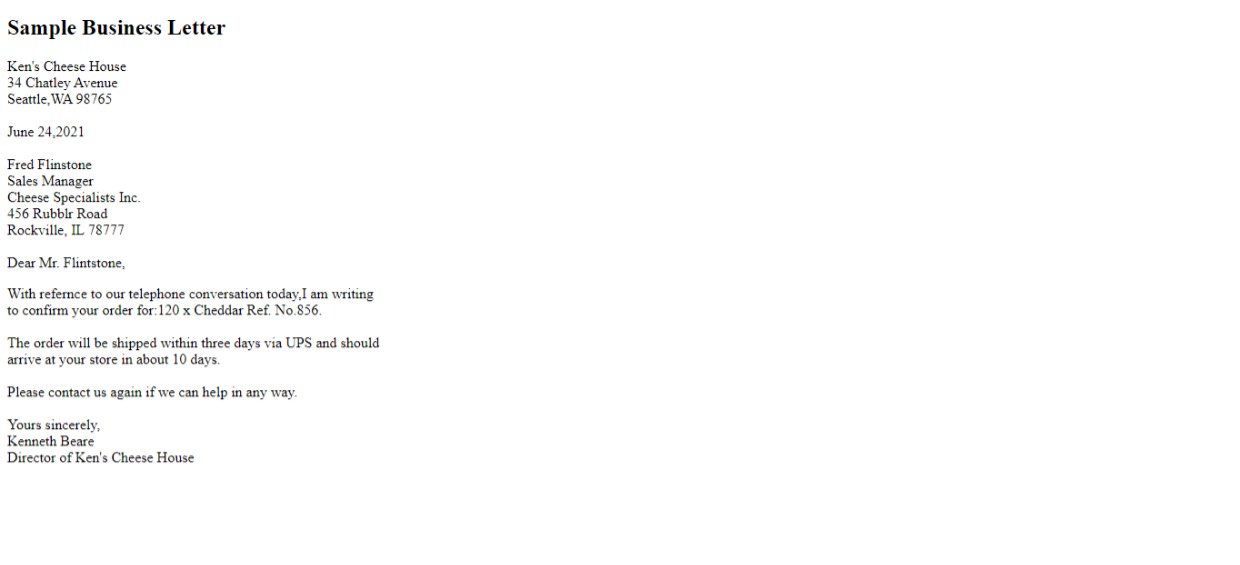 Sample Business Letter
Ken's Cheese House
34 Chatley Avenue
Seattle,WA 98765
June 24,2021
Fred Flinstone
Sales Manager
Cheese Specialists Inc.
456 Rubblr Road
Rockville, IL 78777
Dear Mr. Flintstone,
With refernce to our telephone conversation today,I am writing
to confirm your order for:120 x Cheddar Ref. No.856.
The order will be shipped within three days via UPS and should
arrive at your store in about 10 days.
Please contact us again if we can help in any way.
Yours sincerely,
Kenneth Beare
Director of Ken's Cheese House